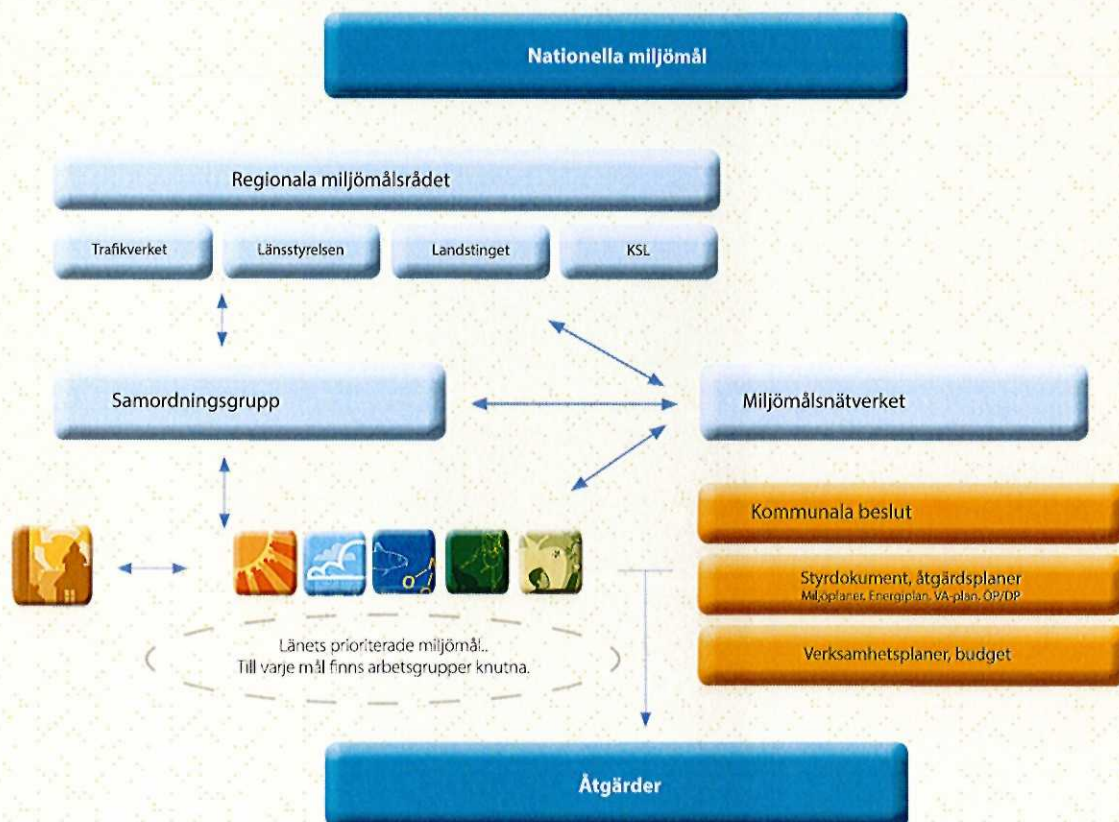 Nationella miljömål
Regionala miljömålsrådet
Trafikverket
Länsstyrelsen
Landstinget
KSL
Samordningsgrupp
Miljömålsnätverket
Kommunala beslut
Styrdokument, åtgärdsplaner
Miljöplaner, Energiplan, VA-plan, ÖP/DP
Verksamhetsplaner, budget
Länets prioriterade miljömål..
Till varje mål finns arbetsgrupper knutna.
Åtgärder